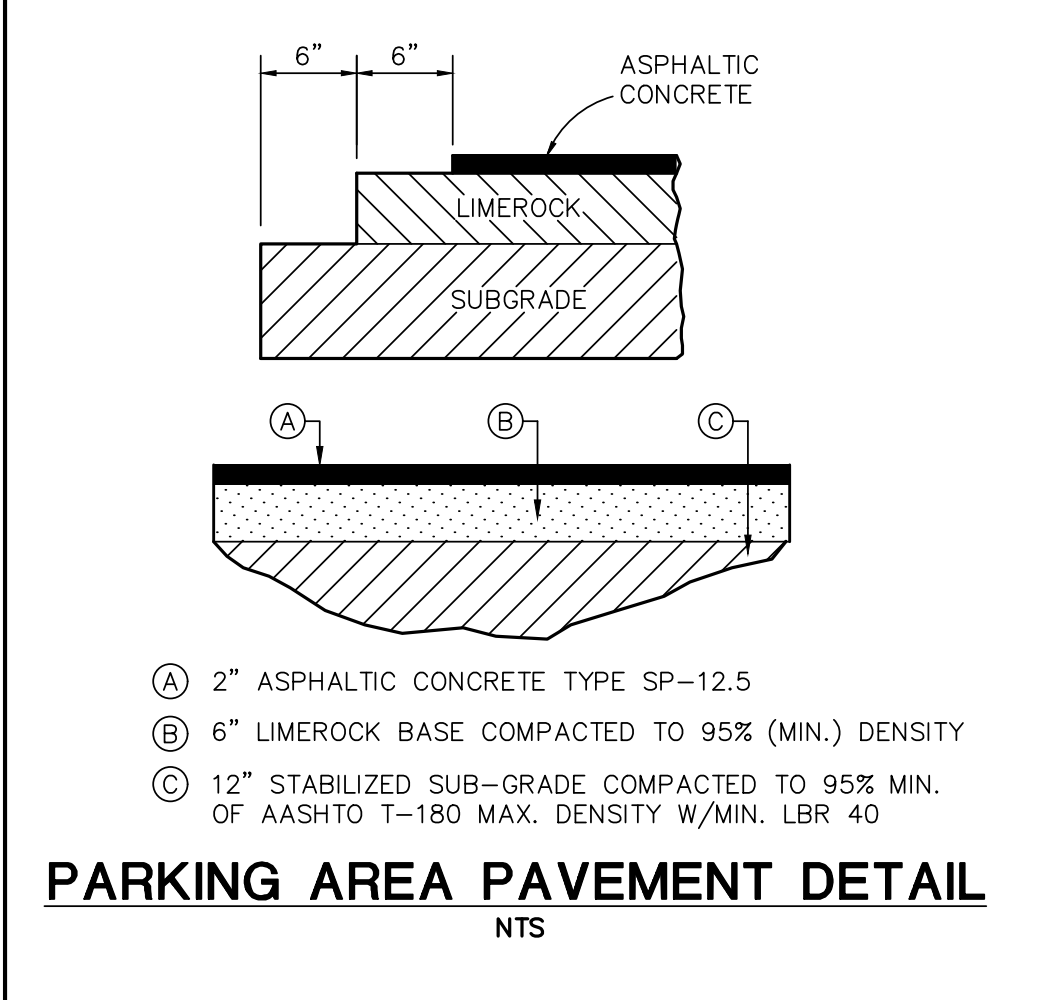 6” 6”
ASPHALTIC
CONCRETE
LIMEROCK
SUBGRADE
A B C
A 2” ASPHALTIC CONCRETE TYPE SP-12.5
B 6” LIMEROCK BASE COMPACTED TO 95% (MIN.) DENSITY
C 12” STABILIZED SUB-GRADE COMPACTED TO 95% MIN.
OF AASHTO T-180 MAX. DENSITY W/MIN. LBR 40
PARKING AREA PAVEMENT DETAIL
NTS